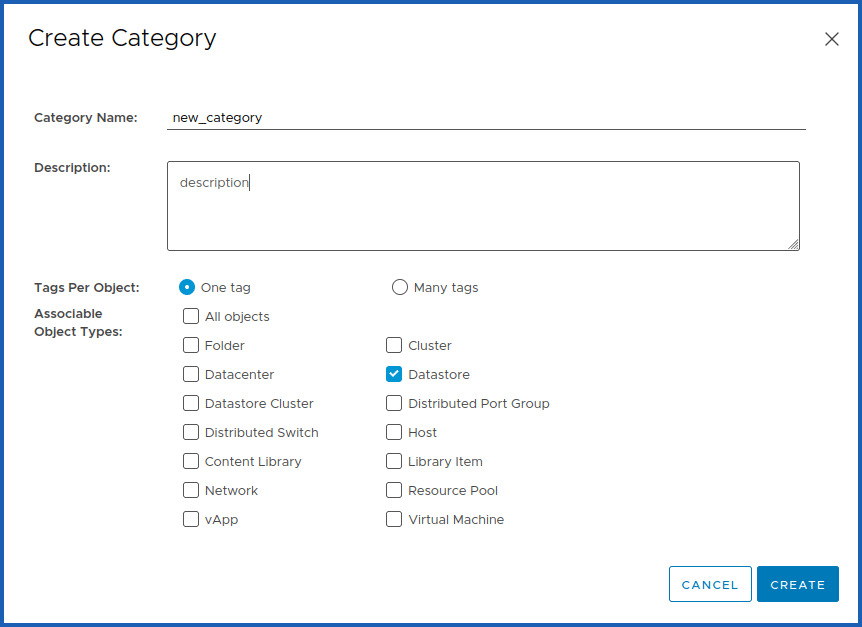 Create Category
Category Name: new_category
Description: description
Tags Per Object: One tag Many tags
Associable
Object Types:
All objects
Folder Cluster
Datacenter Datastore
Datastore Cluster Distributed Port Group
Distributed Switch Host
Content Library Library Item
Network Resource Pool
vApp Virtual Machine
CANCEL CREATE